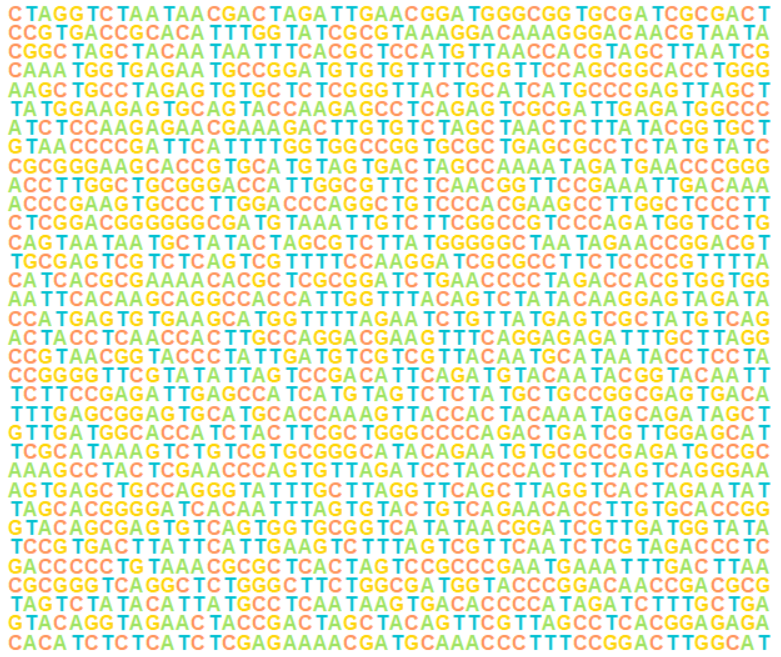 CTAGGTCTAATAACGACTAGATTGAACGGATGGGCGGTGCGATCGCGACT
CCGTGACCGCACATTTGGTATCGCGTAAAGGACAAAGGGACAACGTAATA
CGGCTAGCTACAATAATTTCACGCTCCATGTTAACCACGTAGCTTAATCG
CAAATGGTGAGAATGCCGGATGTGTGTTTTCGGTTCCAGCGGCACCTGGG
AAGCTGCCTAGAGTGTGCTCTCGGGTTACTGCATCATGCCCGAGTTAGCT
TATGGAAGAGTGCAGTACCAAGAGCCTCAGAGTCGCGATTGAGATGGCCC
ATCTCCAAGAGAACGAAAGACTTGTGTCTAGCTAACTCTTATACGGTGCT
GTAACCCCGATTCATTTTGGTGGCCGGTGCGCTGAGCGCCTCTATGTATC
CGCGGGAAGCACCGTGCATGTAGTGACTAGCCAAAATAGATGAACCCGGG
ACCTTGGCTGCGGGACCATTGGCGTTCTCAACGGTTCCGAAATTGACAAA
ACCCGAAGTGCCCTTGGACCCAGGCTGTCCCACGAAGCCTTGGCTCCCTT
CTCGGACGGGGGGCGATGTAAATTGTCTTCGGCCGTCCCAGATGGTCCTG
CAGTAATAATGCTATACTAGCGTCTTATGGGGGCTAATAGAACCGGACGT
TGCGAGTCGTCTCAGTCGTTTTCCAAGGATCGCGCCTTCTCCCCGTTTTA
CATCACGCGAAAACACGCTCGCGGATCTGAACCCCTAGACCACGTGGTGG
AATTCACAAGCAGGCCACCATTGGTTTACAGTCTATACAAGGAGTAGATA
CCATGAGTGTGAAGCATGGTTTTAGAATCTGTTATGAGTCGCTATGTCAG
ACTACCTCAACCACTTGCCAGGACGAAGTTTCAGGAGAGATTTGCTTAGG
CCGTAACGGTACCCTATTGATGTCGTCGTTACAATGCATAATACCTCCTA
CCGGGGTTCGTATATTAGTCCGACATTCAGATGTACAATACGGTACAATT
TCTTCCGAGATTGAGCCATCATGTAGTCTCTATGCTGCCGGCGAGTGACA
TTTGAGCGGAGTGCATGCACCAAAGTTACCACTACAAATAGCAGATAGCT
GTTGATGGCACCATCTACTTCGCTGGGCCCCAGACTGATCGTTGGAGCAT
TCGCATAAAGTCTGTCGTGCGGGCATACAGAATGTGCGCCGAGATGCCGC
AAAGCCTACTCGAACCCAGTGTTAGATCCTACCCACTCTCAGTCAGGGAA
AGTGAGCTGCCAGGGTATTTGCTTAGGTTCAGCTTAGGTCACTAGAATAT
TAGCACGGGGATCACAATTTAGTGTACTGTCAGAACACCTTGTGCACCGG
GTACAGCGAGTGTCAGTGGTGCGGTCATATAACGGATCGTTGATGGTATA
TCCGTGACTTATTCATTGAAGTCTTTAGTCGTTCAATCTCGTAGACCCTC
GACCCCCTGTAAACGCGCTCACTAGTCCGCCCGAATGAAATTTGACTTAA
CGCGGGTCAGGCTCTGGGCTTCTGGCGATGGTACCCGGACAACCGACGCG
TAGTCTATACATTATGCCTCAATAAGTGACACCCCATAGATCTTTGCTGA
GTACAGGTAGAACTACCGACTAGCTACAGTTCGTTAGCCTCACGGAGAGA
CACATCTCTCATCTCGAGAAAACGATGCAAACCCTTTCCGGACTTGGCAT